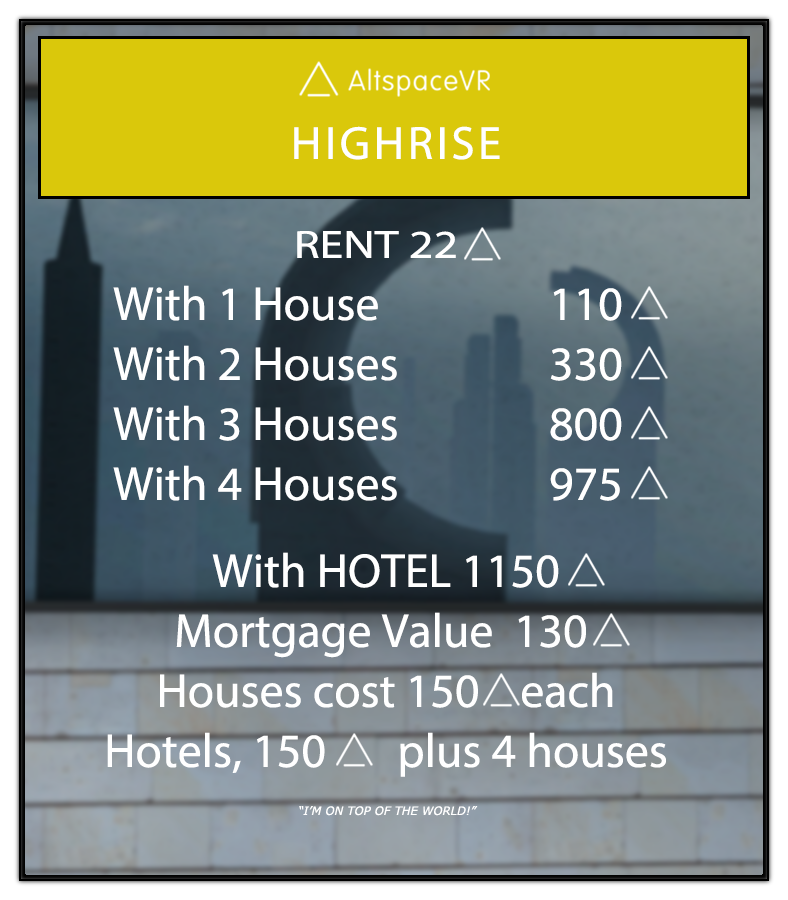 △ AltspaceVR
HIGHRISE
RENT 22 △
With 1 House 110 △
With 2 Houses 330 △
With 3 Houses 800 △
With 4 Houses 975 △
With HOTEL 1150 △
Mortgage Value 130 △
Houses cost 150 △ each
Hotels, 150 △ plus 4 houses
"I'M ON TOP OF THE WORLD!"